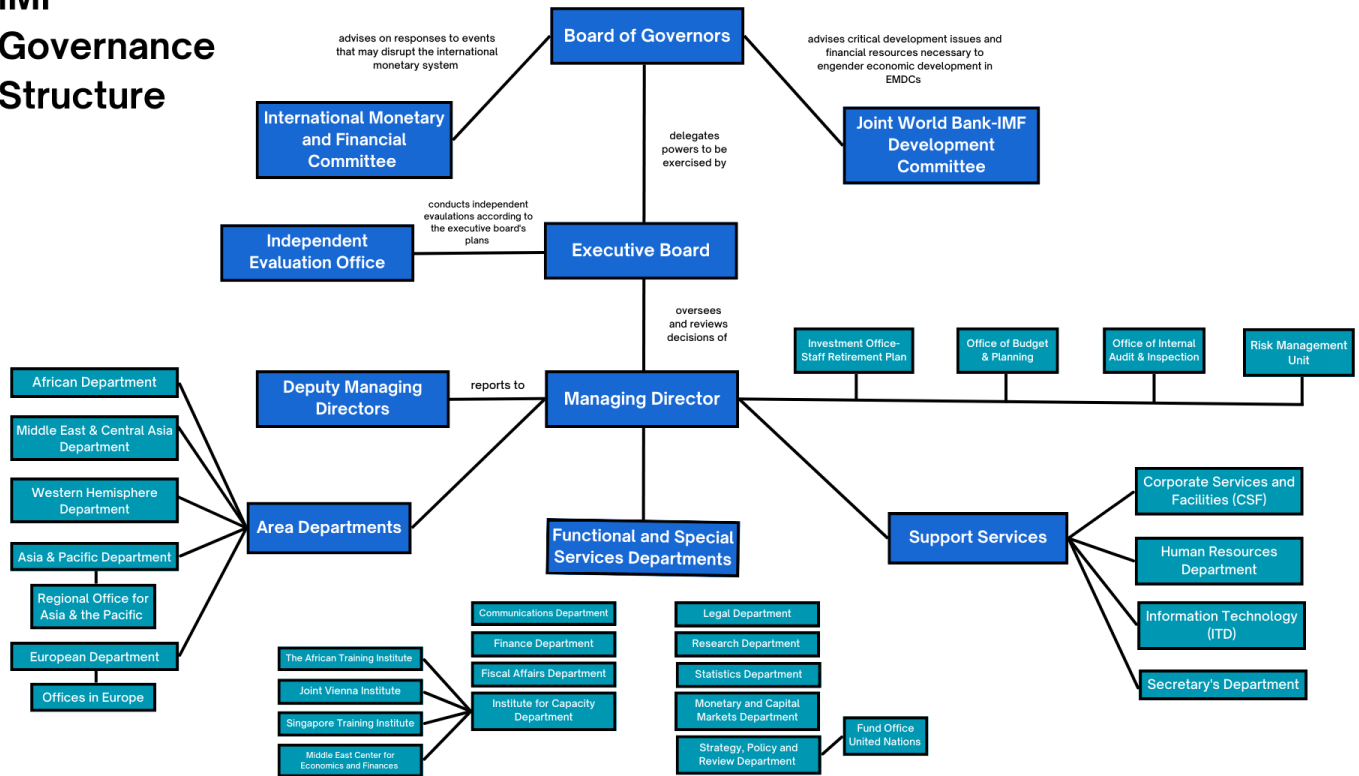 IMF
Governance
Structure
Board of Governors
advises on responses to events
that may disrupt the international
monetary system
advises critical development issues and
financial resources necessary to
engender economic development in
EMDCs
International Monetary
and Financial
Committee
Joint World Bank-IMF
Development
Committee
delegates
powers to be
exercised by
conducts independent
evaulations according to
the executive board's
plans
Independent
Evaluation Office
Executive Board
oversees
and reviews
decisions of
Investment Office-
Staff Retirement Plan
Office of Budget
& Planning
Office of Internal
Audit & Inspection
Risk Management
Unit
Deputy Managing
Directors
reports to
Managing Director
African Department
Middle East & Central Asia
Department
Western Hemisphere
Department
Asia & Pacific Department
Regional Office for
Asia & the Pacific
European Department
Offices in Europe
Area Departments
Functional and Special
Services Departments
Support Services
Corporate Services and
Facilities (CSF)
Human Resources
Department
Information Technology
(ITD)
Secretary's Department
Communications Department
Finance Department
Fiscal Affairs Department
Institute for Capacity
Department
The African Training Institute
Joint Vienna Institute
Singapore Training Institute
Middle East Center for
Economics and Finances
Legal Department
Research Department
Statistics Department
Monetary and Capital
Markets Department
Strategy, Policy and
Review Department
Fund Office
United Nations